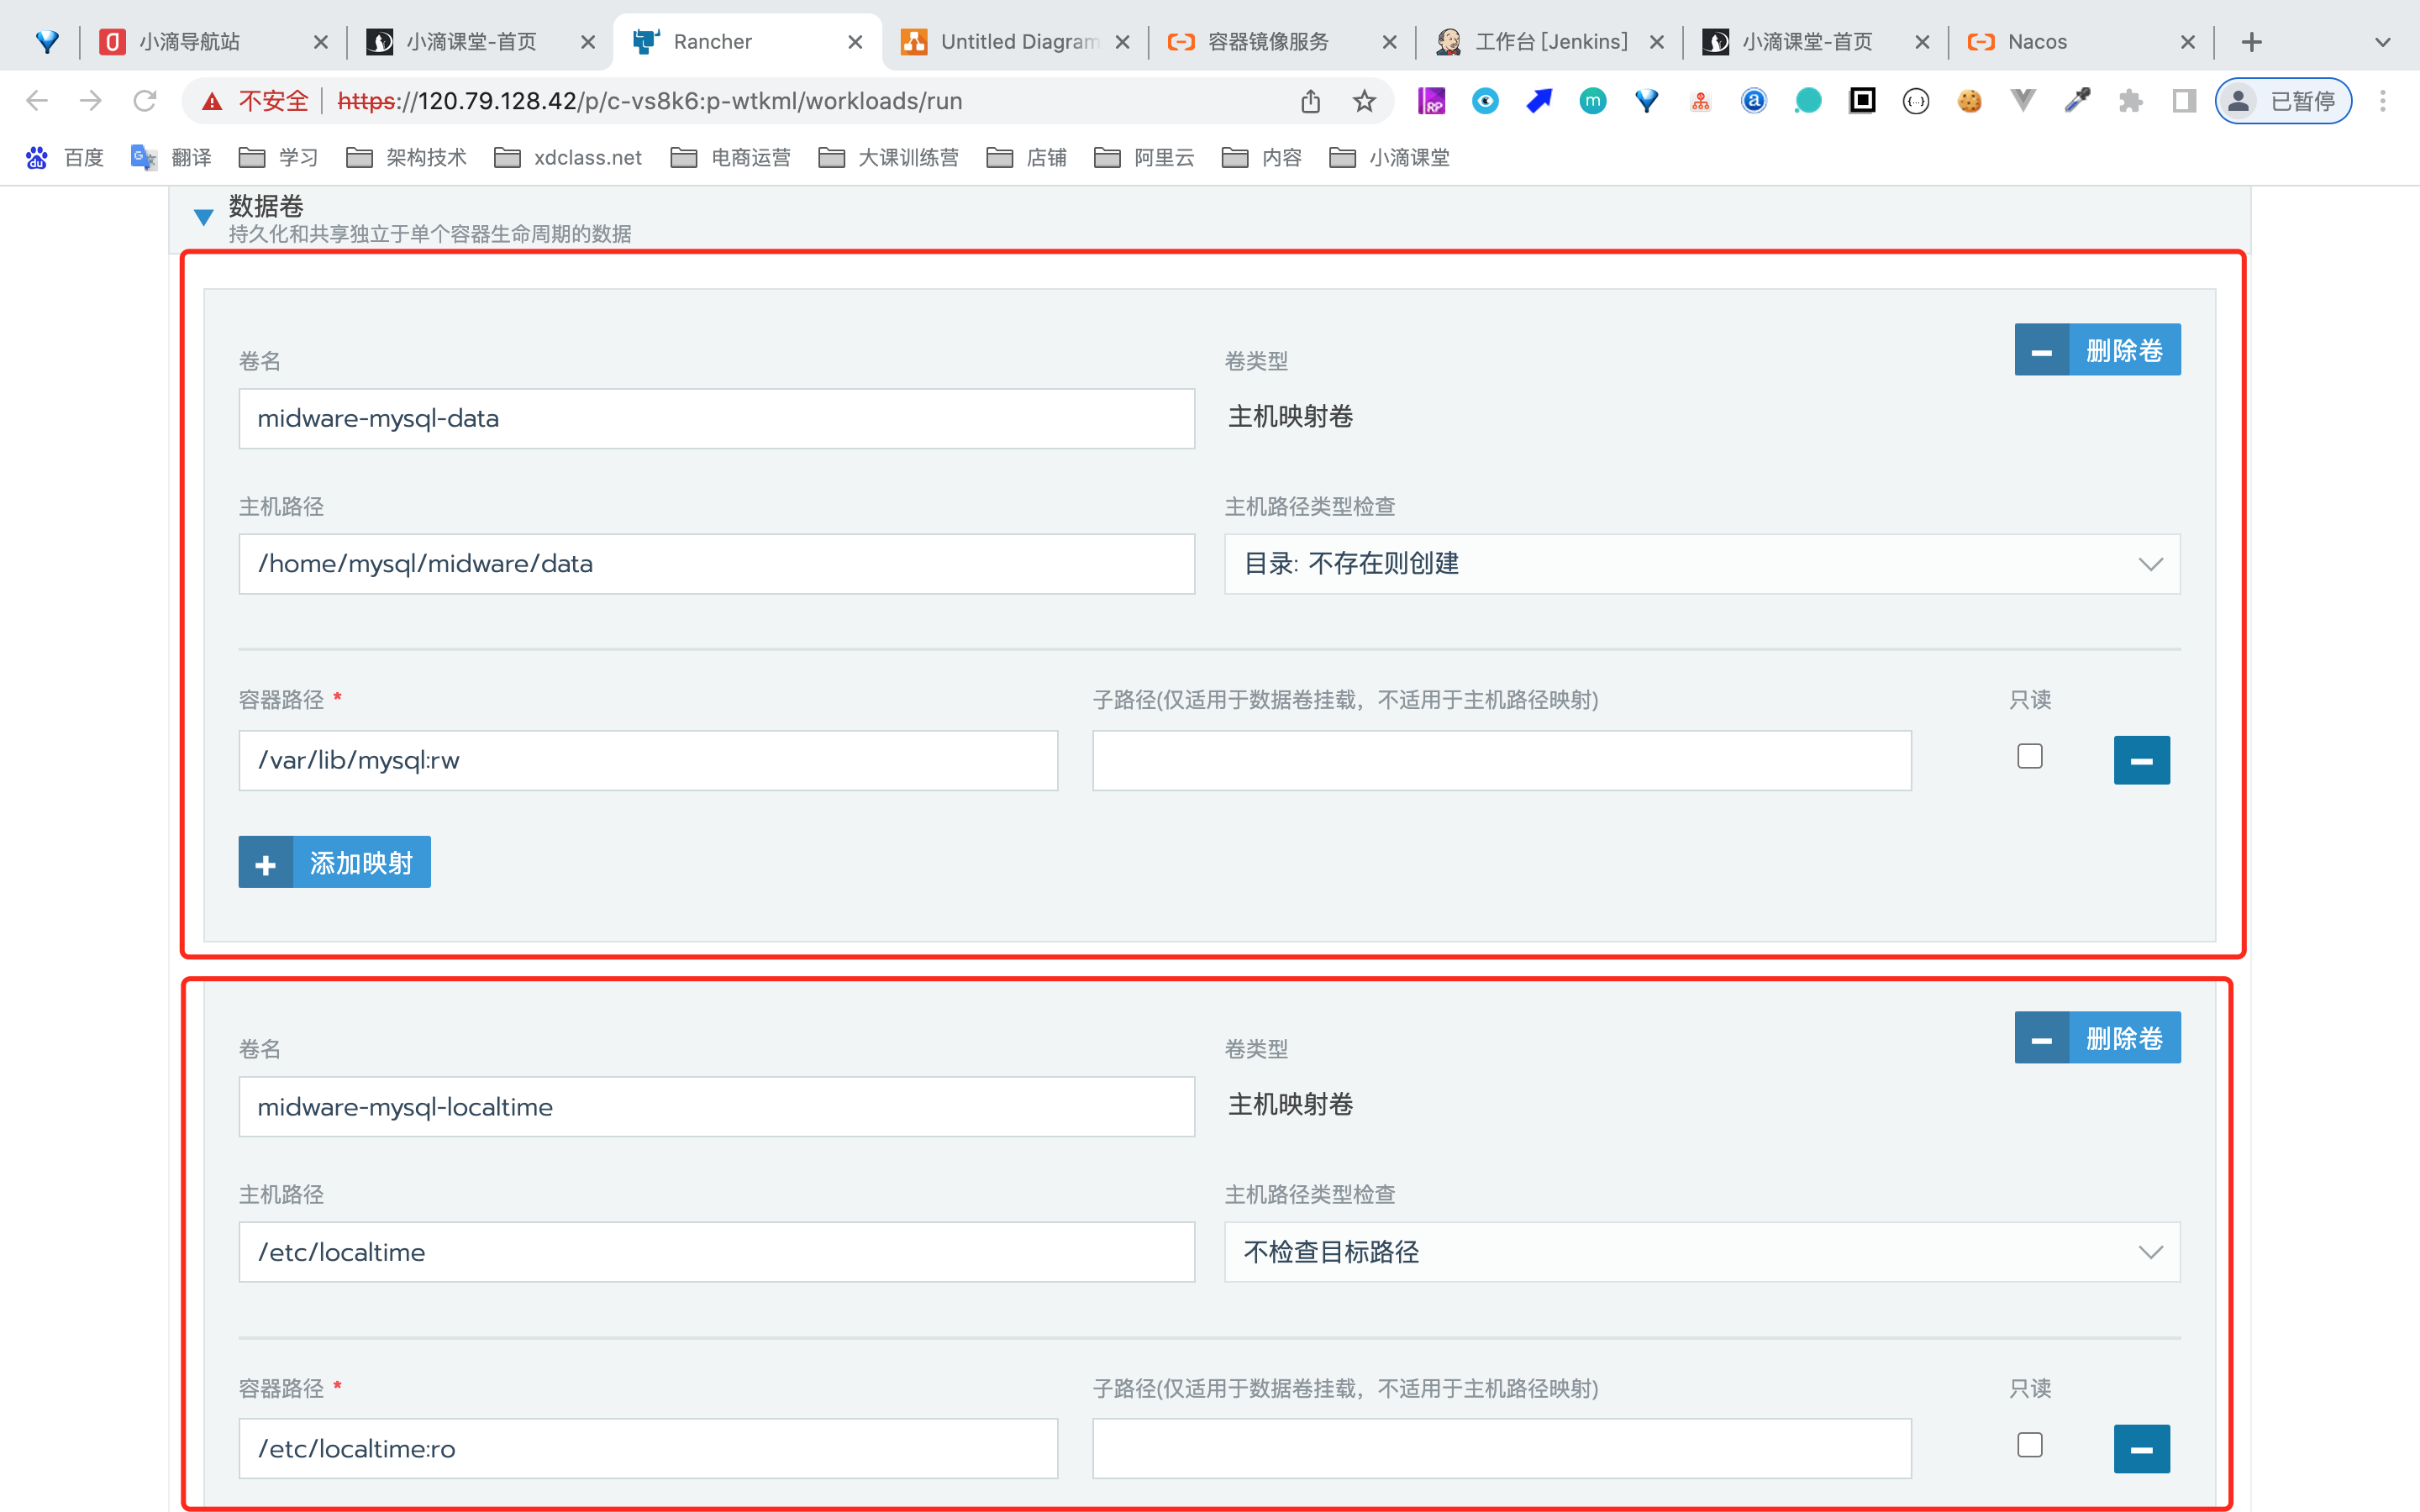 小滴导航站
小滴课堂-首页
Rancher
Untitled Diagram
容器镜像服务
工作台 [Jenkins]
小滴课堂-首页
Nacos
不安全 https://120.79.128.42/p/c-vs8k6:p-wtkml/workloads/run
已暂停
百度 翻译 学习 架构技术 xdclass.net 电商运营 大课训练营 店铺 阿里云 内容 小滴课堂
数据卷
持久化和共享独立于单个容器生命周期的数据
卷名 卷类型 删除卷
midware-mysql-data 主机映射卷
主机路径 主机路径类型检查
/home/mysql/midware/data 目录: 不存在则创建
容器路径 * 子路径(仅适用于数据卷挂载，不适用于主机路径映射) 只读
/var/lib/mysql:rw
添加映射
卷名 卷类型 删除卷
midware-mysql-localtime 主机映射卷
主机路径 主机路径类型检查
/etc/localtime 不检查目标路径
容器路径 * 子路径(仅适用于数据卷挂载，不适用于主机路径映射) 只读
/etc/localtime:ro